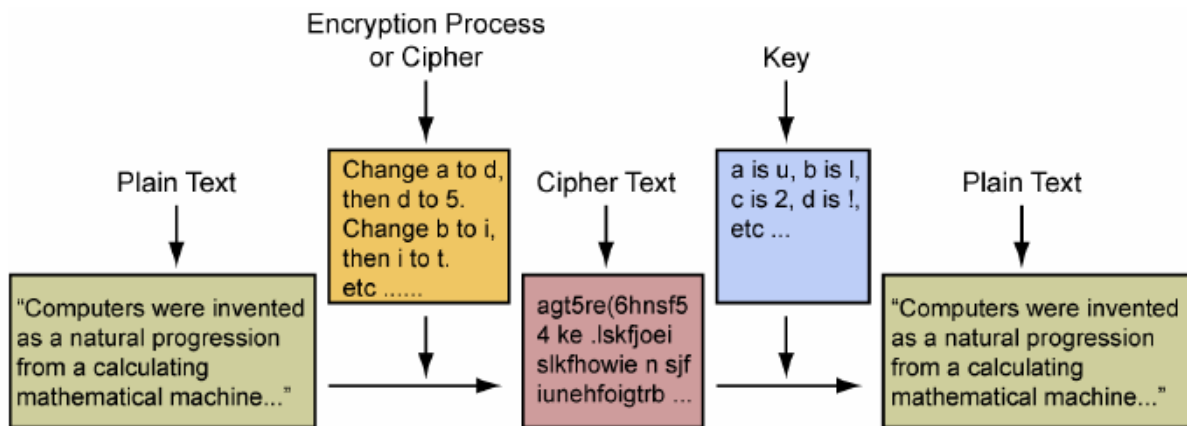 Encryption Process
or Cipher
Key
Plain Text
Change a to d,
then d to 5.
Change b to i,
then i to t.
etc ......
Cipher Text
a is u, b is l,
c is 2, d is !,
etc ...
Plain Text
“Computers were invented
as a natural progression
from a calculating
mathematical machine...”
agt5re(6hnsf5
4 ke .lskfjoei
slkfhowie n sjf
iunehfoigtrb ...
“Computers were invented
as a natural progression
from a calculating
mathematical machine...”